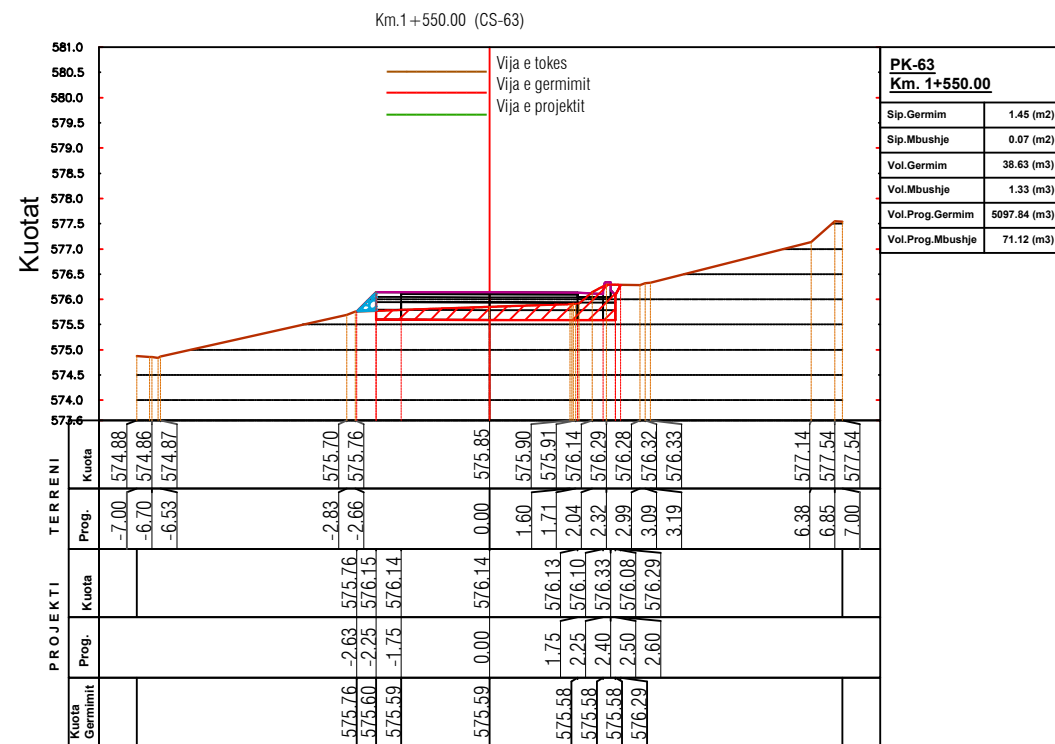 Km.1+550.00 (CS-63)
581.0
580.5
580.0
579.5
579.0
578.5
578.0
577.5
577.0
576.5
576.0
575.5
575.0
574.5
574.0
573.6
Kuotat
Vija e tokes
Vija e germimit
Vija e projektit
PK-63
Km. 1+550.00
Sip.Germim 1.45 (m2)
Sip.Mbushje 0.07 (m2)
Vol.Germim 38.63 (m3)
Vol.Mbushje 1.33 (m3)
Vol.Prog.Germim 5097.84 (m3)
Vol.Prog.Mbushje 71.12 (m3)
TERRENI
Kuota 574.88 574.86 574.87 575.70 575.76 575.85 575.90 575.91 576.14 576.29 576.28 576.32 576.33 577.14 577.54 577.54
Prog. -7.00 -6.70 -6.53 -2.83 -2.66 0.00 1.60 1.71 2.04 2.32 2.99 3.09 3.19 6.38 6.85 7.00
PROJEKTI
Kuota 575.76 576.15 576.14 576.14 576.13 576.10 576.33 576.08 576.29
Prog. -2.63 -2.25 -1.75 0.00 1.75 2.25 2.40 2.50 2.60
Kuota Germimit 575.76 575.60 575.59 575.59 575.58 575.58 575.58 576.29